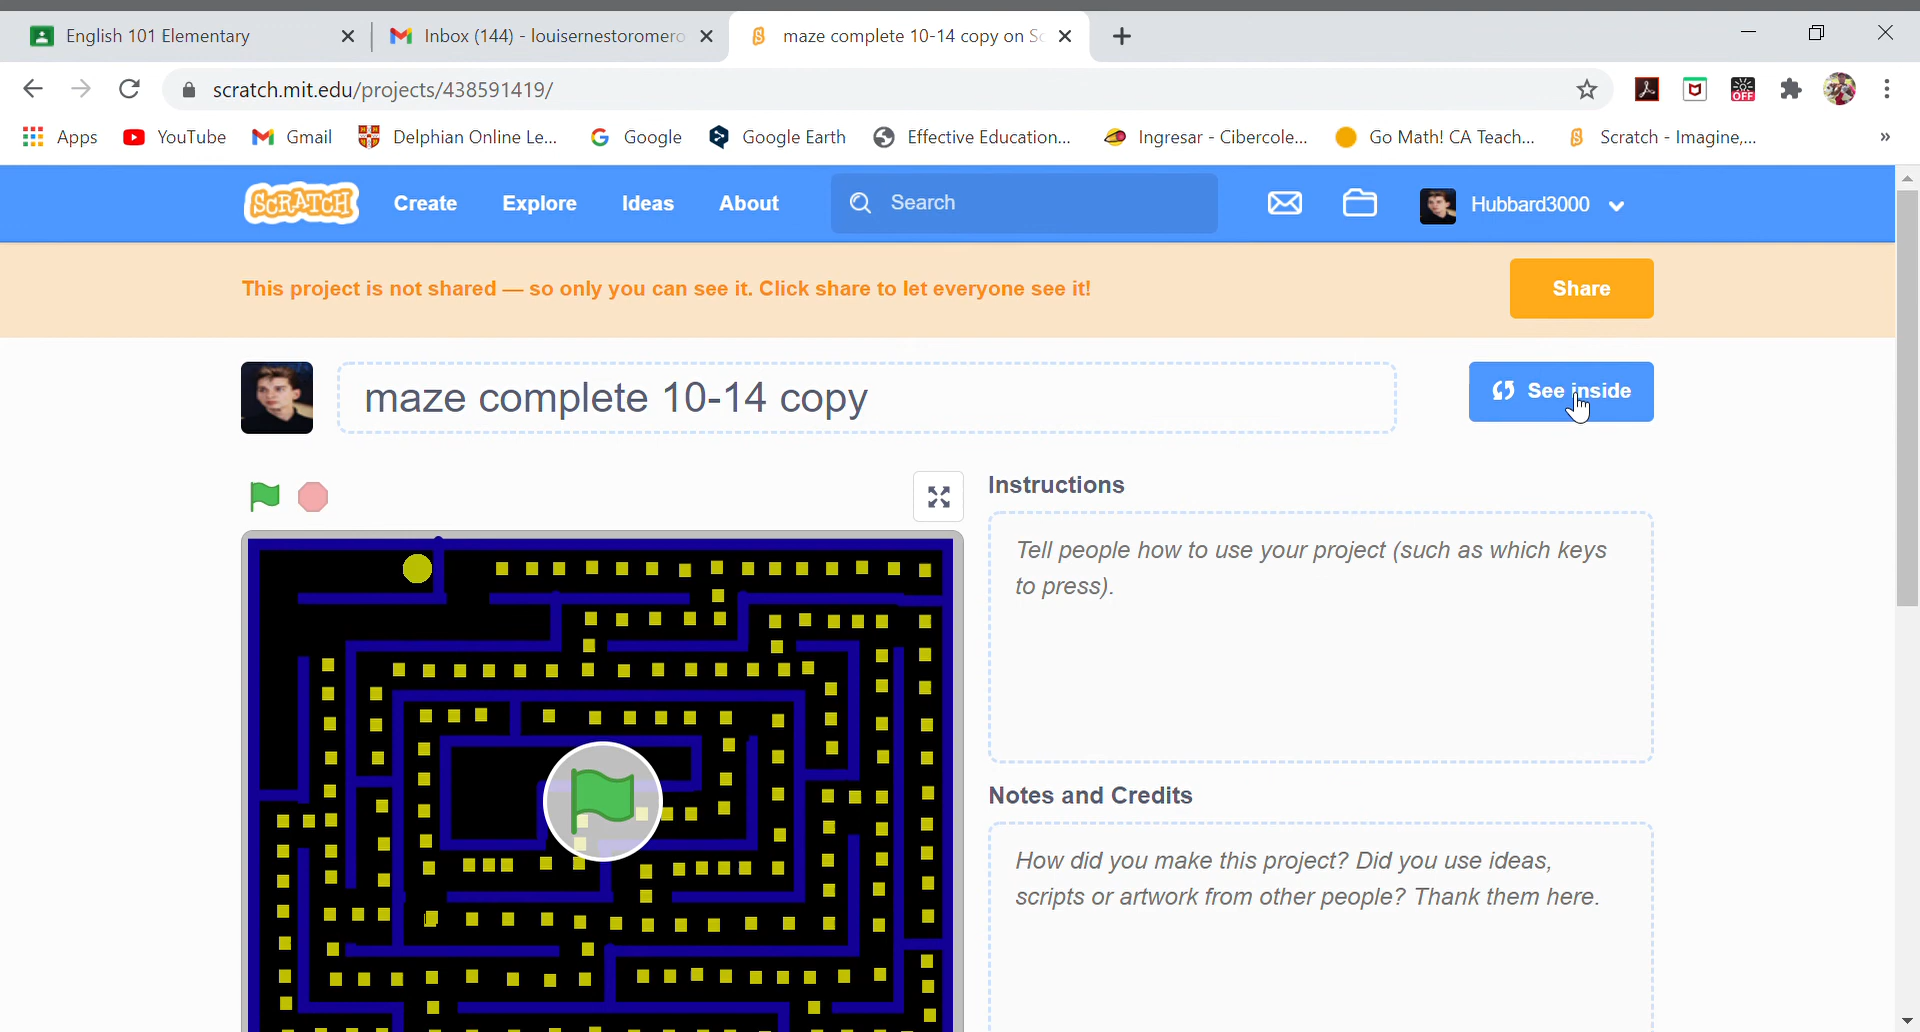 English 101 Elementary
Inbox (144) - louisernestoromero
maze complete 10-14 copy on Sc
scratch.mit.edu/projects/438591419/
OFF
Apps YouTube Gmail Delphian Online Le... Google Google Earth Effective Education... Ingresar - Cibercole... Go Math! CA Teach... Scratch - Imagine,... »
SCRATCH Create Explore Ideas About Search Hubbard3000
This project is not shared — so only you can see it. Click share to let everyone see it! Share
maze complete 10-14 copy
See inside
Instructions
Tell people how to use your project (such as which keys
to press).
Notes and Credits
How did you make this project? Did you use ideas,
scripts or artwork from other people? Thank them here.